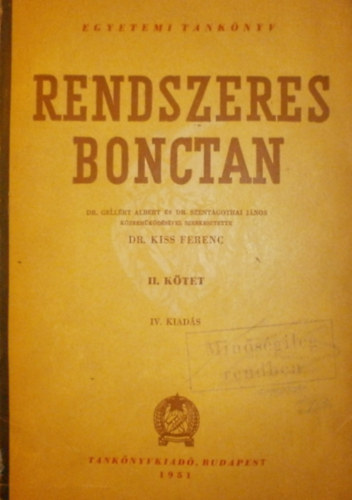 EGYETEMI TANKÖNYV
RENDSZERES
BONCTAN
DR. GELLÉRT ALBERT ÉS DR. SZENTÁGOTHAI JÁNOS
KÖZREMŰKÖDÉSÉVEL SZERKESZTETTE
DR. KISS FERENC
II. KÖTET
IV. KIADÁS
Minőségileg
rendben
TANKÖNYVKIADÓ, BUDAPEST
1951